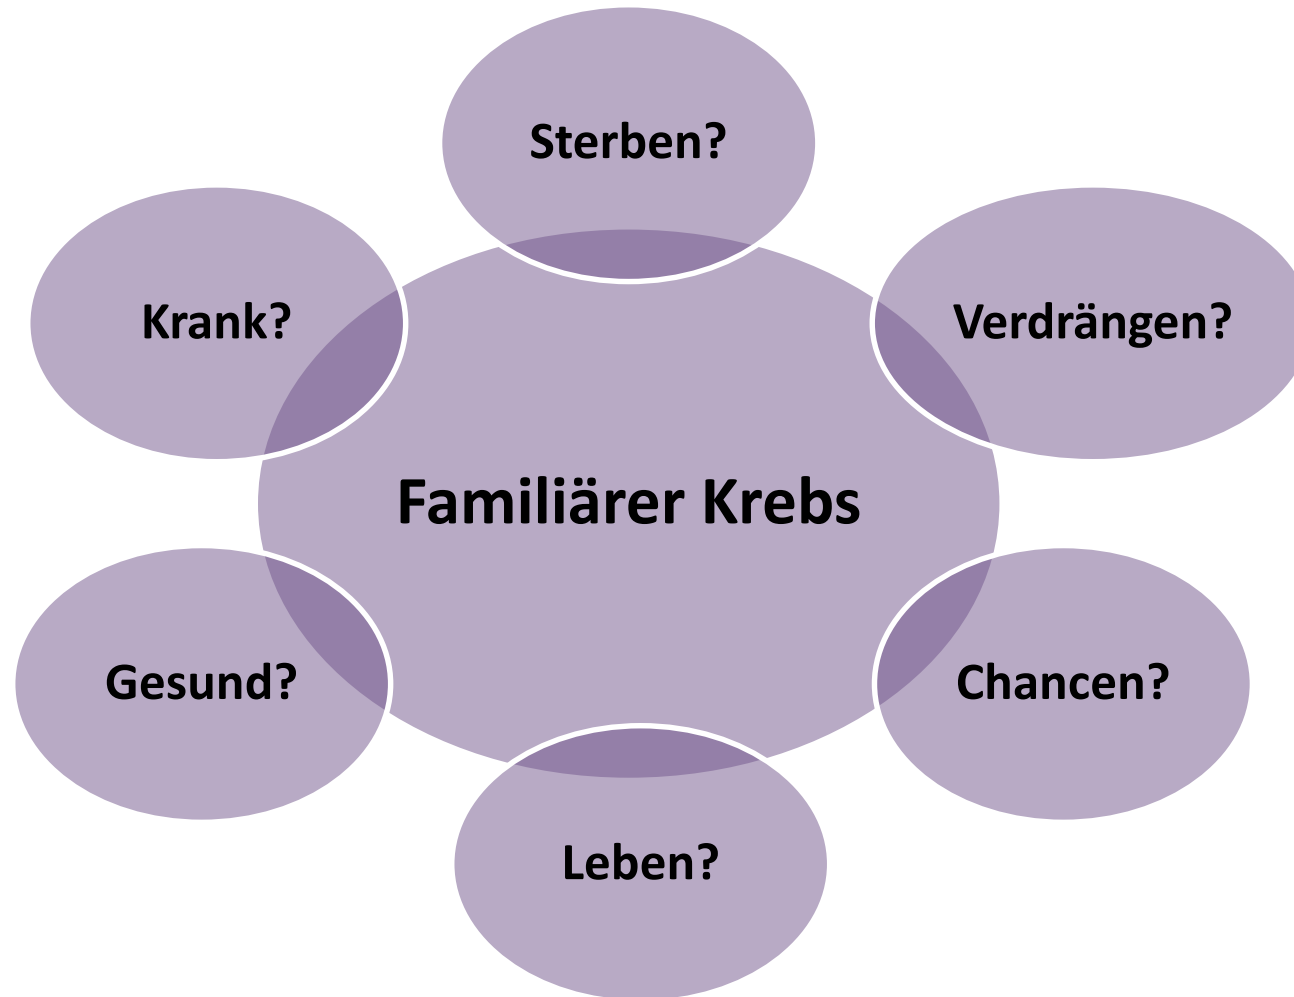 Sterben?
Krank?
Verdrängen?
Familiärer Krebs
Gesund?
Chancen?
Leben?